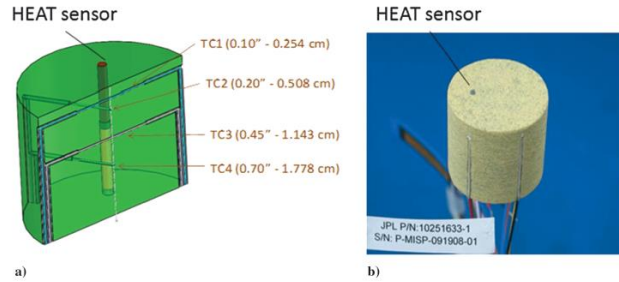 HEAT sensor
TC1 (0.10" - 0.254 cm)
TC2 (0.20" - 0.508 cm)
TC3 (0.45" - 1.143 cm)
TC4 (0.70" - 1.778 cm)
a)
HEAT sensor
JPL P/N:10251633-1
S/N: P-MISP-091908-01
b)